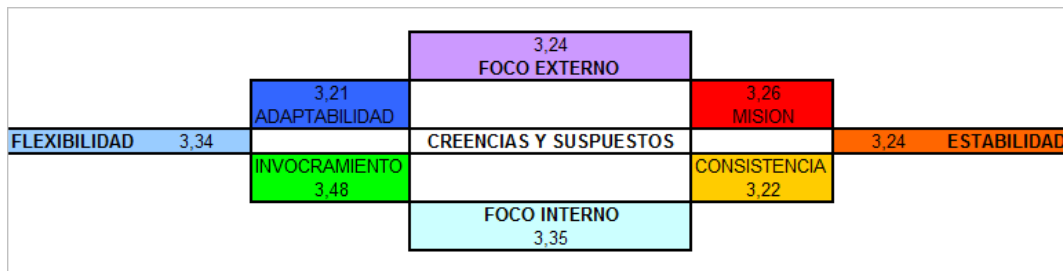 3,24
FOCO EXTERNO
3,21
ADAPTABILIDAD
3,26
MISION
FLEXIBILIDAD 3,34
CREENCIAS Y SUSPUESTOS
3,24 ESTABILIDAD
INVOCRAMIENTO
3,48
CONSISTENCIA
3,22
FOCO INTERNO
3,35